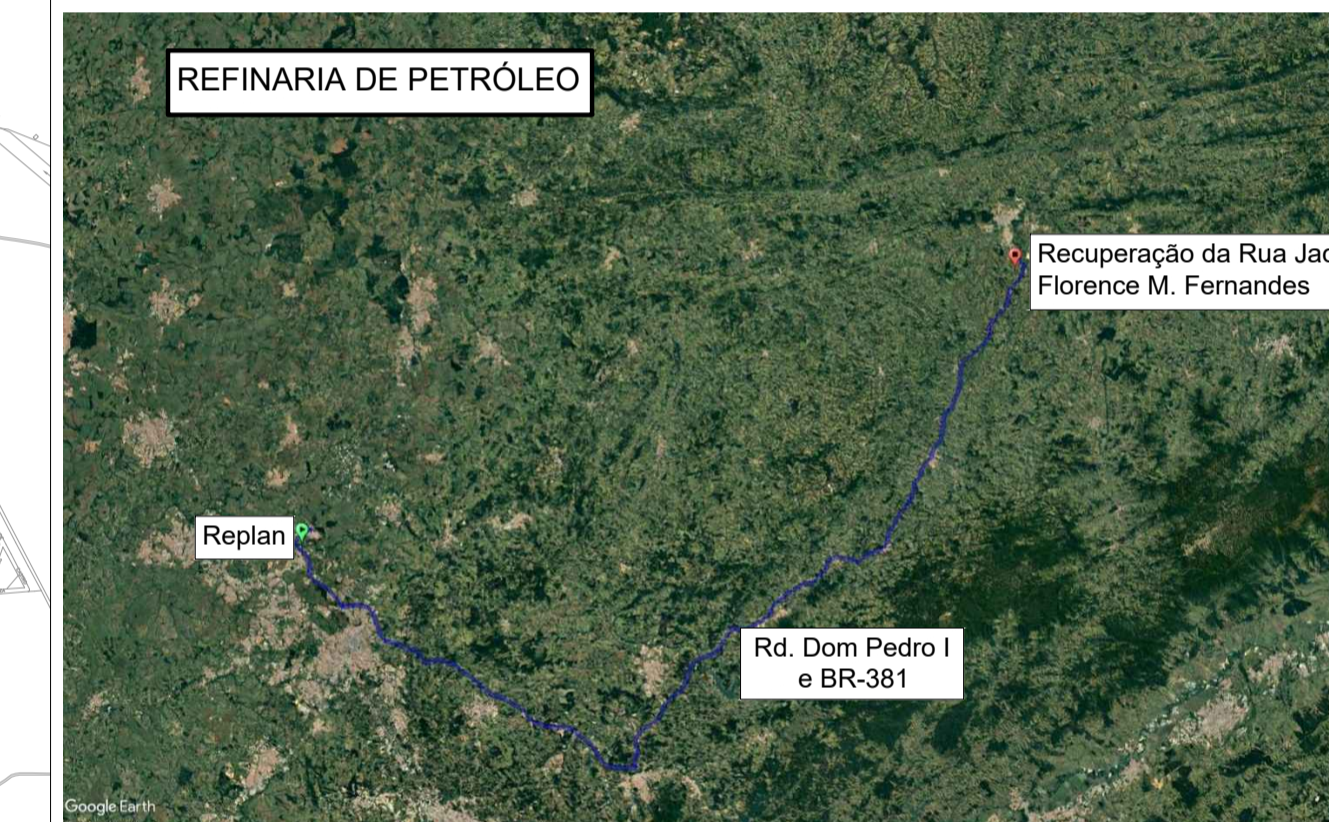 REFINARIA DE PETRÓLEO
Recuperação da Rua
Florence M. Fernandes
Replan
Rd. Dom Pedro I
e BR-381
Google Earth